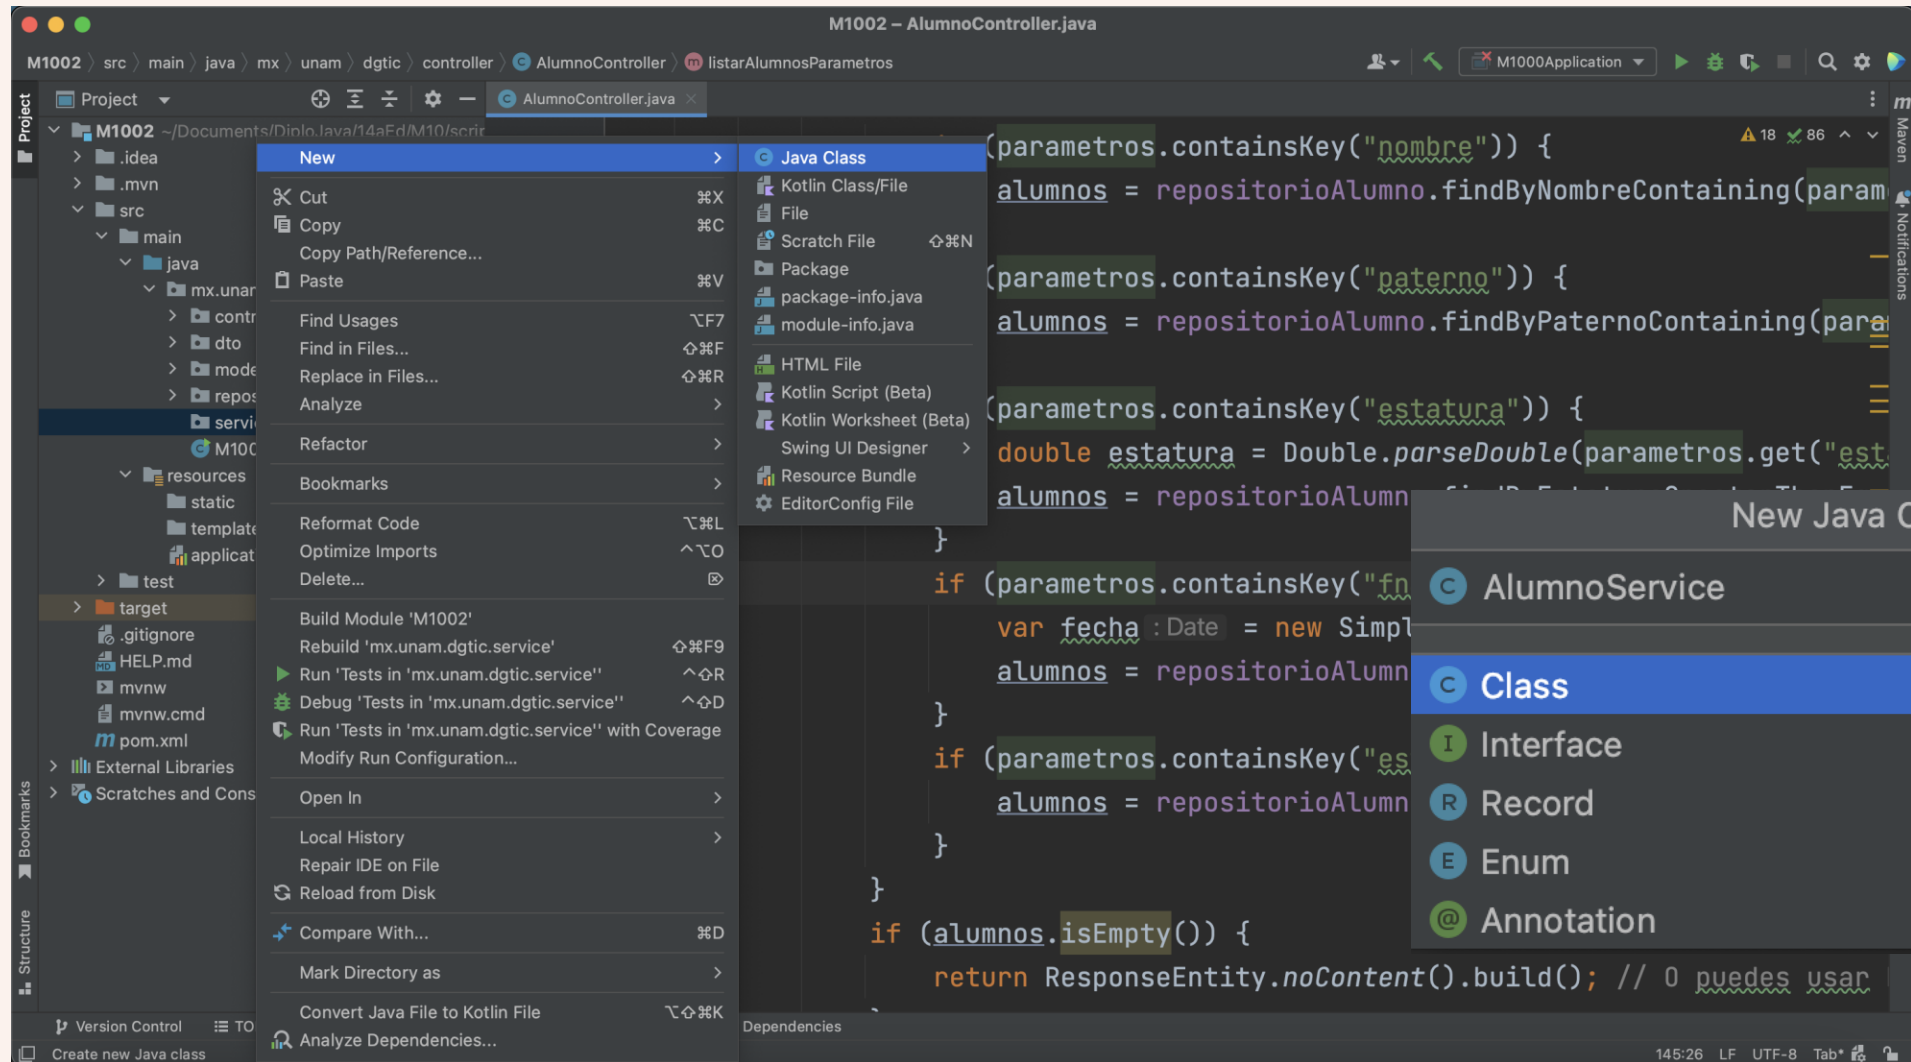 M1002 – AlumnoController.java
M1002 src main java mx unam dgtic controller AlumnoController listarAlumnosParametros
M1000Application
Project
AlumnoController.java
Project
M1002 ~/Documents/DiploJava/14aEd/M10/scrip
.idea
.mvn
src
main
java
mx.unam
contr
dto
mode
repos
servi
M100
resources
static
template
applicat
test
target
.gitignore
HELP.md
mvnw
mvnw.cmd
pom.xml
External Libraries
Scratches and Cons
Bookmarks
Structure
New
Cut ⌘X
Copy ⌘C
Copy Path/Reference...
Paste ⌘V
Find Usages ⌥F7
Find in Files... ⇧⌘F
Replace in Files... ⇧⌘R
Analyze
Refactor
Bookmarks
Reformat Code ⌥⌘L
Optimize Imports ^⌥O
Delete... ⌦
Build Module 'M1002'
Rebuild 'mx.unam.dgtic.service' ⇧⌘F9
Run 'Tests in 'mx.unam.dgtic.service'' ^⇧R
Debug 'Tests in 'mx.unam.dgtic.service'' ^⇧D
Run 'Tests in 'mx.unam.dgtic.service'' with Coverage
Modify Run Configuration...
Open In
Local History
Repair IDE on File
Reload from Disk
Compare With... ⌘D
Mark Directory as
Convert Java File to Kotlin File ⌥⇧⌘K
Analyze Dependencies...
Java Class
Kotlin Class/File
File
Scratch File ⇧⌘N
Package
package-info.java
module-info.java
HTML File
Kotlin Script (Beta)
Kotlin Worksheet (Beta)
Swing UI Designer
Resource Bundle
EditorConfig File
18 86
(parametros.containsKey("nombre")) {
alumnos = repositorioAlumno.findByNombreContaining(param
(parametros.containsKey("paterno")) {
alumnos = repositorioAlumno.findByPaternoContaining(para
(parametros.containsKey("estatura")) {
double estatura = Double.parseDouble(parametros.get("est
alumnos = repositorioAlumn
}
if (parametros.containsKey("fn
var fecha : Date = new Simpl
alumnos = repositorioAlumn
}
if (parametros.containsKey("es
alumnos = repositorioAlumn
}
}
if (alumnos.isEmpty()) {
return ResponseEntity.noContent().build(); // O puedes usar
New Java C
AlumnoService
Class
Interface
Record
Enum
Annotation
Maven
Notifications
Version Control
TO
Dependencies
Create new Java class
145:26 LF UTF-8 Tab*